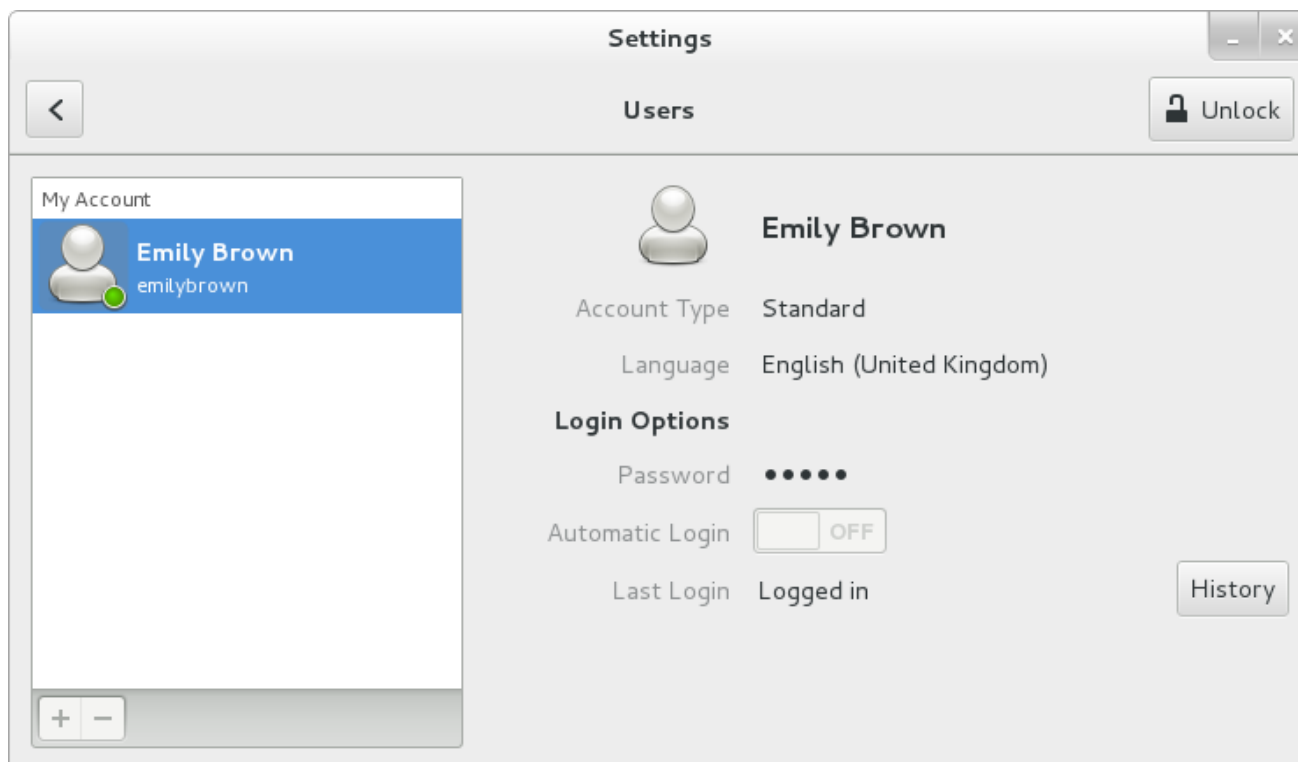 Settings
Users
Unlock
My Account
Emily Brown
emilybrown
Emily Brown
Account Type Standard
Language English (United Kingdom)
Login Options
Password •••••
Automatic Login OFF
Last Login Logged in
History